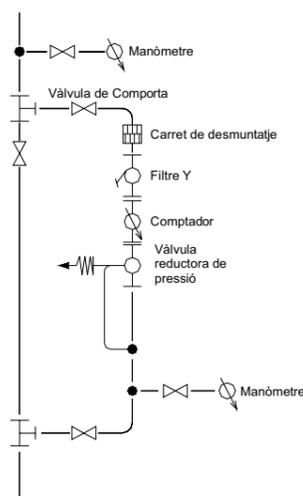 Manòmetre
Vàlvula de Comporta
Carret de desmuntatje
Filtre Y
Comptador
Vàlvula
reductora de
pressió
Manòmetre